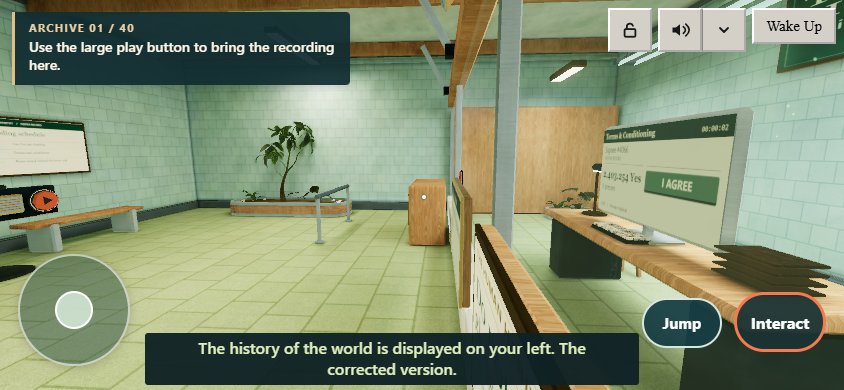 ARCHIVE 01 / 40
Use the large play button to bring the recording
here.
Wake Up
Terms & Conditioning
00:00:02
2,403,254 Yes
I AGREE
Jump
Interact
The history of the world is displayed on your left. The
corrected version.